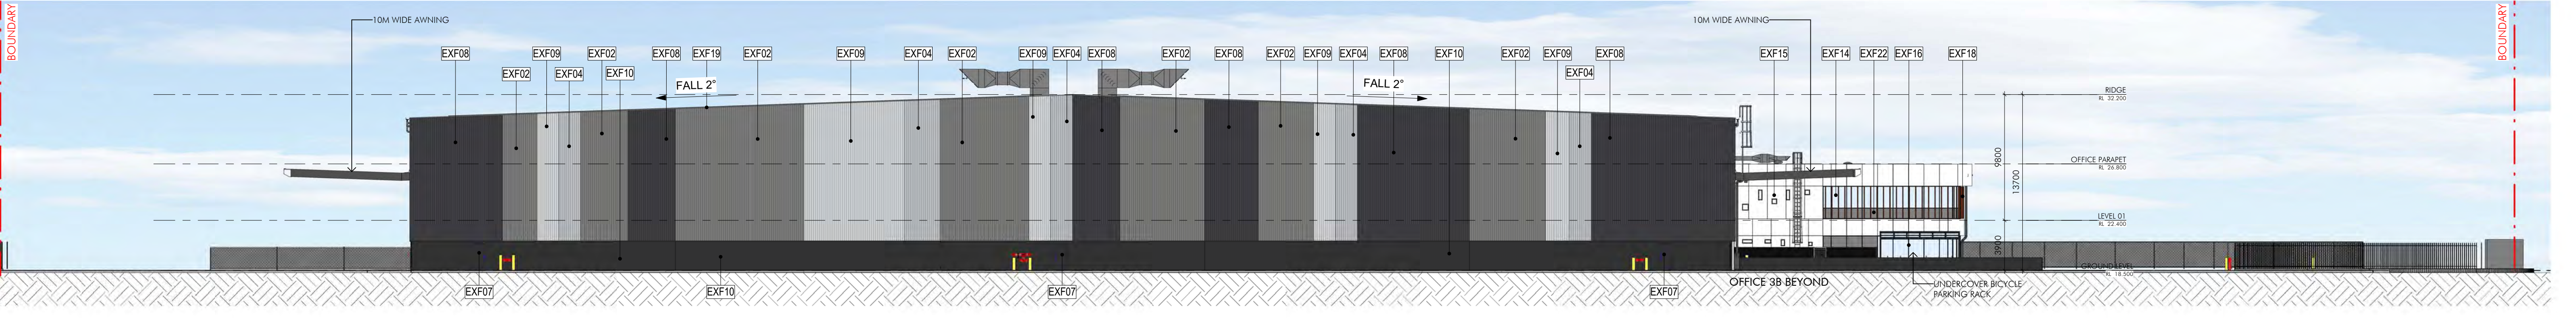 BOUNDARY
10M WIDE AWNING
10M WIDE AWNING
BOUNDARY
EXF08
EXF09
EXF02
EXF08
EXF19
EXF02
EXF09
EXF04
EXF02
EXF09
EXF04
EXF08
EXF02
EXF08
EXF02
EXF09
EXF04
EXF08
EXF10
EXF02
EXF09
EXF08
EXF15
EXF14
EXF22
EXF16
EXF18
EXF02
EXF04
EXF10
EXF04
FALL 2°
FALL 2°
RIDGE
RL 32.200
9800
13700
OFFICE PARAPET
RL 26.800
LEVEL 01
RL 22.400
3900
GROUND LEVEL
RL 18.500
OFFICE 3B BEYOND
UNDERCOVER BICYCLE
PARKING RACK
EXF07
EXF10
EXF07
EXF07